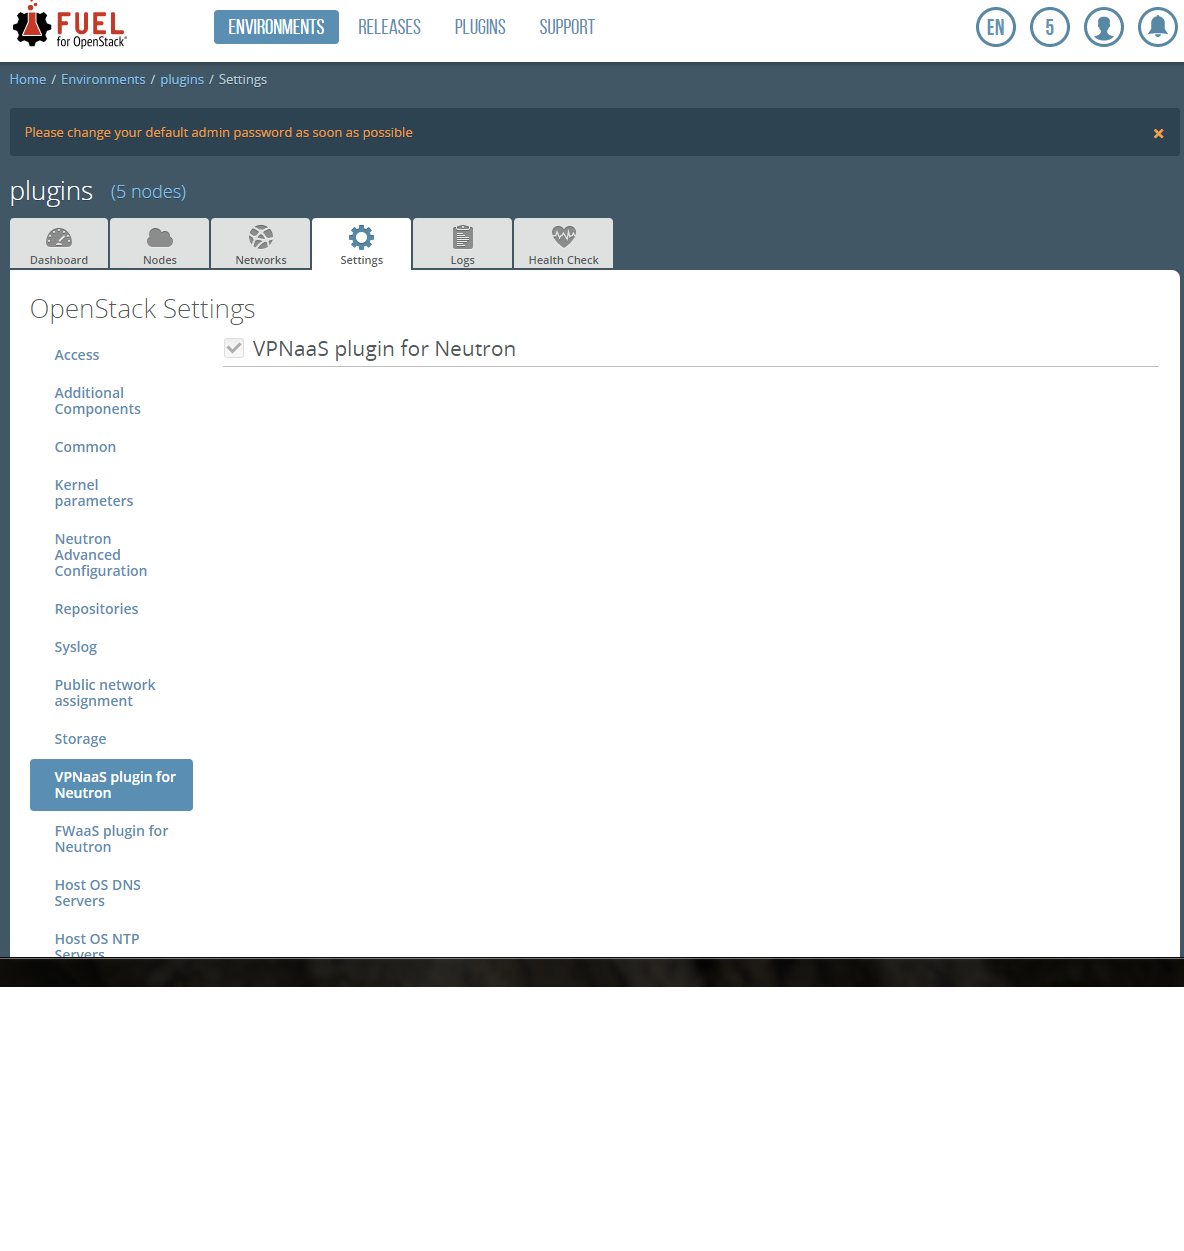 FUEL
for OpenStack
ENVIRONMENTS RELEASES PLUGINS SUPPORT EN 5
Home / Environments / plugins / Settings
Please change your default admin password as soon as possible
plugins (5 nodes)
Dashboard Nodes Networks Settings Logs Health Check
OpenStack Settings
VPNaaS plugin for Neutron
Access
Additional
Components
Common
Kernel
parameters
Neutron
Advanced
Configuration
Repositories
Syslog
Public network
assignment
Storage
VPNaaS plugin for
Neutron
FWaaS plugin for
Neutron
Host OS DNS
Servers
Host OS NTP
Servers